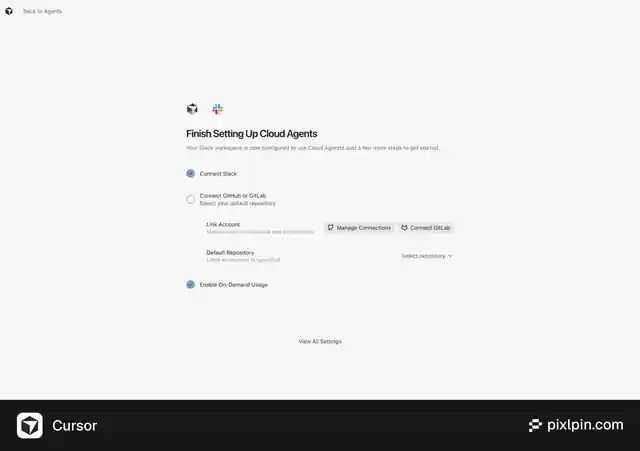 Back to Agents
Finish Setting Up Cloud Agents
Your Slack workspace is now configured to use Cloud Agents! Just a few more steps to get started.
Connect Slack
Connect GitHub or GitLab
Select your default repository
Link Account
Manage Connections
Connect GitLab
Default Repository
Select repository
Enable On-Demand Usage
View All Settings
Cursor
pixlpin.com